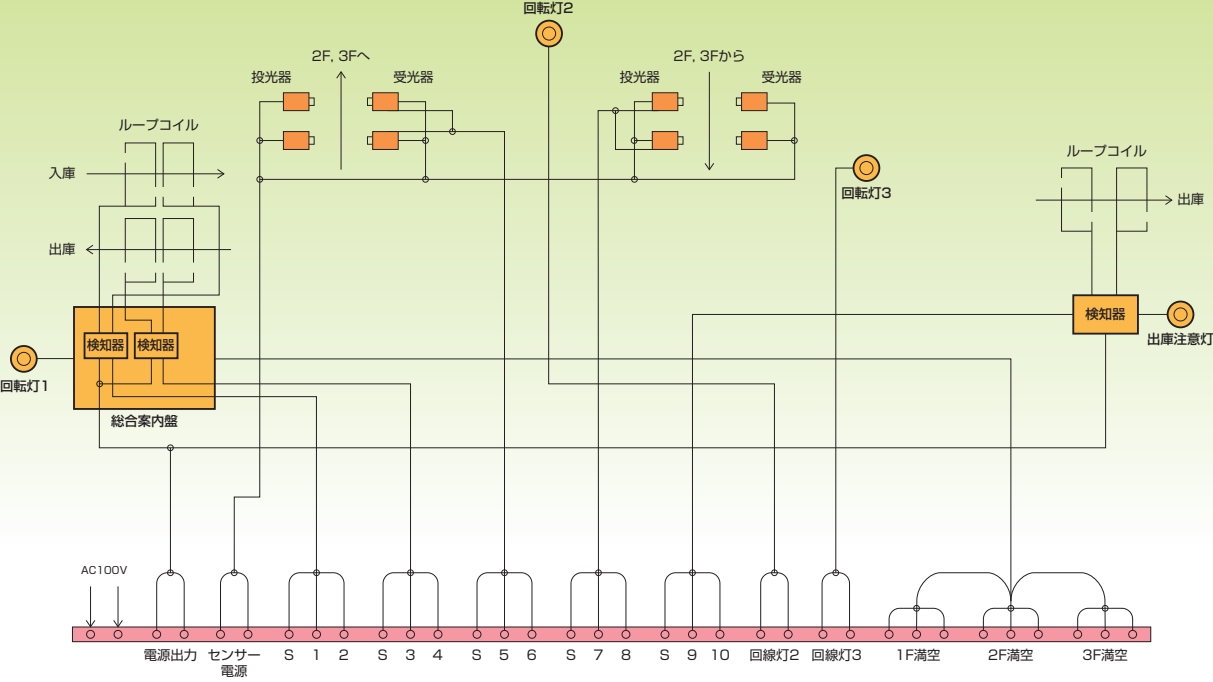 回転灯2
2F, 3Fへ
2F, 3Fから
投光器
受光器
投光器
受光器
ループコイル
ループコイル
入庫
回転灯3
出庫
出庫
検知器
検知器
検知器
出庫注意灯
回転灯1
総合案内盤
AC100V
電源出力
センサー
電源
S 1 2
S 3 4
S 5 6
S 7 8
S 9 10
回線灯2
回線灯3
1F満空
2F満空
3F満空